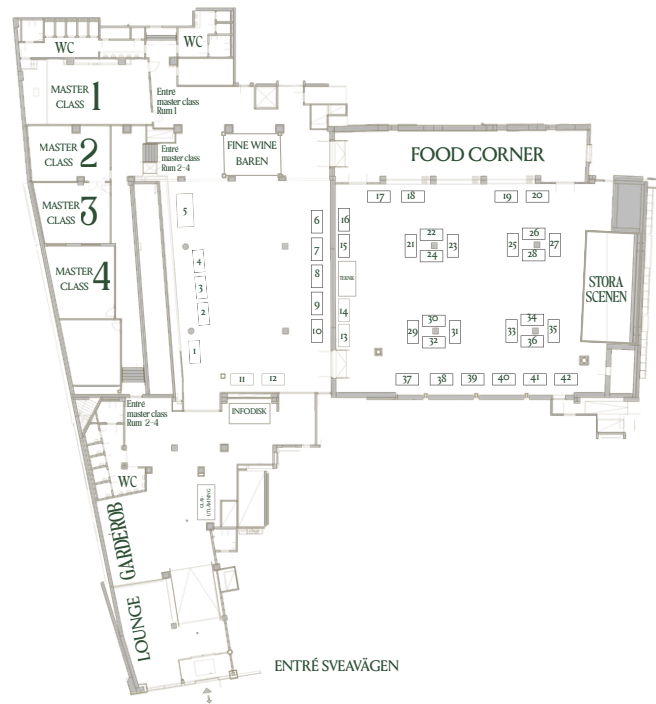 WC
WC
MASTER
CLASS 1
Entré
master class
Rum 1
MASTER
CLASS 2
Entré
master class
Rum 2-4
FINE WINE
BAREN
FOOD CORNER
MASTER
CLASS 3
MASTER
CLASS 4
5
6
7
8
9
10
4
3
2
1
11
12
16
15
TEKNIK
14
13
17
18
19
20
21
22
23
24
25
26
27
28
29
30
31
32
33
34
35
36
37
38
39
40
41
42
STORA
SCENEN
Entré
master class
Rum 2-4
INFODISK
WC
GLAS
UTLÄMNING
GARDEROB
LOUNGE
ENTRÉ SVEAVÄGEN